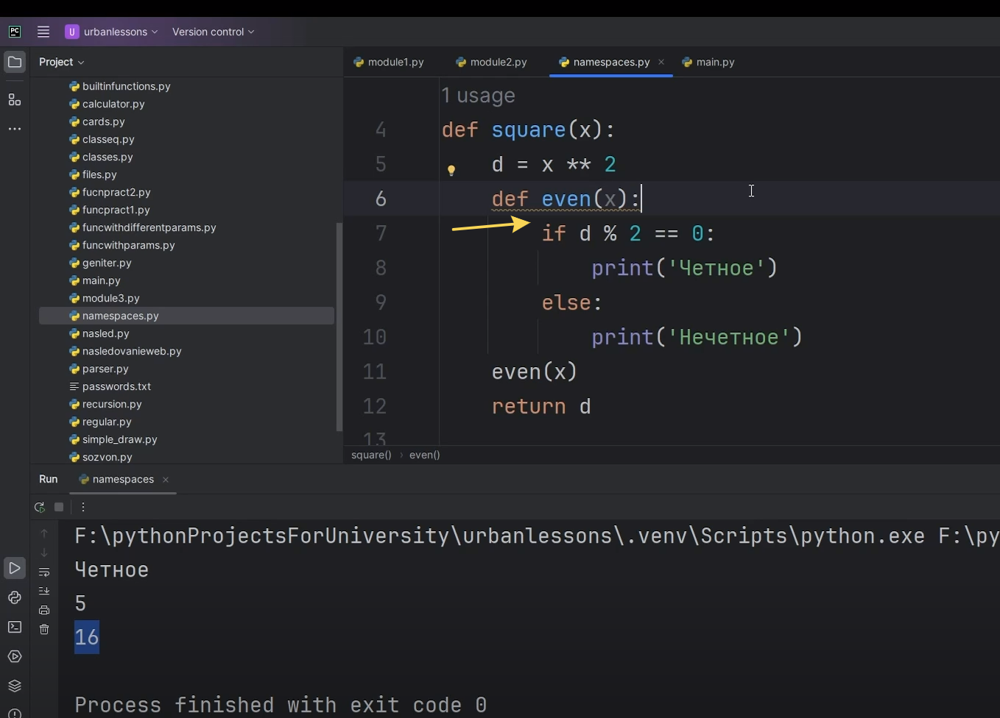 PC
U urbanlessons Version control
Project
module1.py module2.py namespaces.py × main.py
builtinfunctions.py
calculator.py
cards.py
classeq.py
classes.py
files.py
fucnpract2.py
funcpract1.py
funcwithdifferentparams.py
funcwithparams.py
geniter.py
main.py
module3.py
namespaces.py
nasled.py
nasledovanieweb.py
parser.py
passwords.txt
recursion.py
regular.py
simple_draw.py
sozvon.py
1 usage
4 def square(x):
5 d = x ** 2
6 def even(x):
7 if d % 2 == 0:
8 print('Четное')
9 else:
10 print('Нечетное')
11 even(x)
12 return d
13
square() › even()
Run namespaces ×
F:\pythonProjectsForUniversity\urbanlessons\.venv\Scripts\python.exe F:\py
Четное
5
16
Process finished with exit code 0